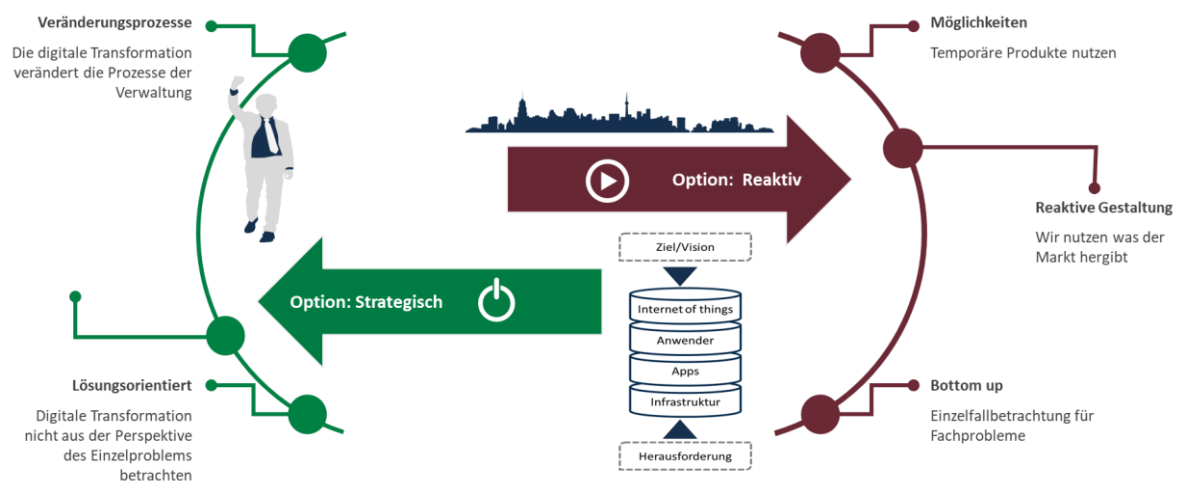 Veränderungsprozesse
Die digitale Transformation
verändert die Prozesse der
Verwaltung
Lösungsorientiert
Digitale Transformation
nicht aus der Perspektive
des Einzelproblems
betrachten
Option: Strategisch
Option: Reaktiv
Ziel/Vision
Internet of things
Anwender
Apps
Infrastruktur
Herausforderung
Möglichkeiten
Temporäre Produkte nutzen
Reaktive Gestaltung
Wir nutzen was der
Markt hergibt
Bottom up
Einzelfallbetrachtung für
Fachprobleme